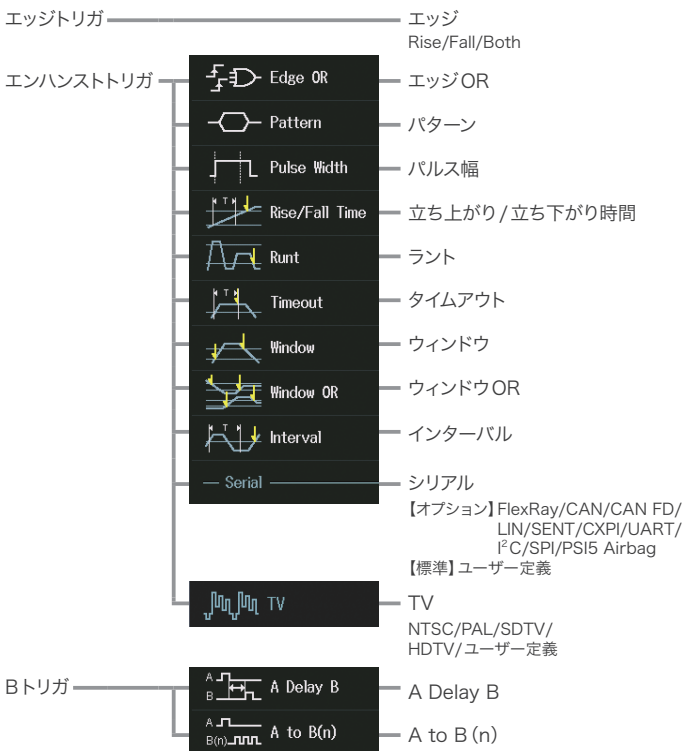 エッジトリガ
エッジ
Rise/Fall/Both
エンハンストトリガ
Edge OR
エッジOR
Pattern
パターン
Pulse Width
パルス幅
T
Rise/Fall Time
立ち上がり/立ち下がり時間
Runt
ラント
T
Timeout
タイムアウト
Window
ウィンドウ
Window OR
ウィンドウOR
T
Interval
インターバル
Serial
シリアル
【オプション】FlexRay/CAN/CAN FD/
LIN/SENT/CXPI/UART/
I²C/SPI/PSI5 Airbag
【標準】ユーザー定義
TV
TV
NTSC/PAL/SDTV/
HDTV/ユーザー定義
Bトリガ
A
B
A Delay B
A Delay B
A
B(n)
A to B(n)
A to B(n)